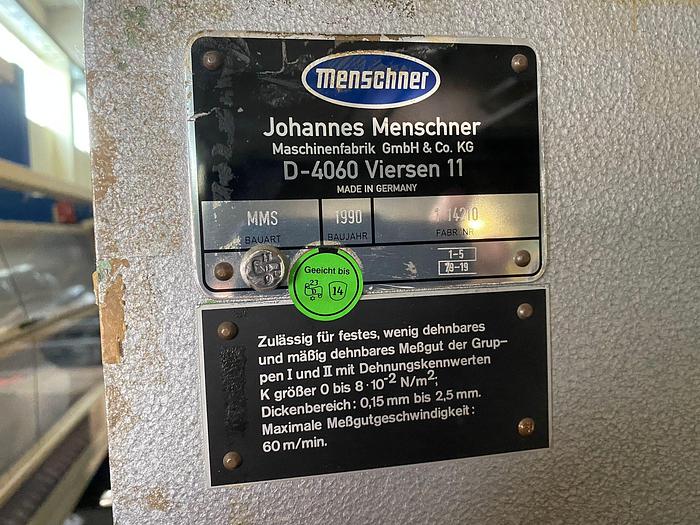 menschner
Johannes Menschner
Maschinenfabrik GmbH & Co. KG
D-4060 Viersen 11
MADE IN GERMANY
MMS 1990
BAUART BAUJAHR FABR. NR.
1-5
19-19
Geeicht bis
14
Zulässig für festes, wenig dehnbares
und mäßig dehnbares Meßgut der Grup-
pen I und II mit Dehnungskennwerten
K größer 0 bis 8·10-2 N/m2,
Dickenbereich: 0,15 mm bis 2,5 mm.
Maximale Meßgutgeschwindigkeit:
60 m/min.